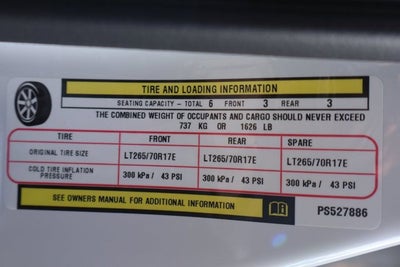 TIRE AND LOADING INFORMATION
SEATING CAPACITY - TOTAL 6 FRONT 3 REAR 3
THE COMBINED WEIGHT OF OCCUPANTS AND CARGO SHOULD NEVER EXCEED
737 KG OR 1626 LB
TIRE FRONT REAR SPARE
ORIGINAL TIRE SIZE LT265/70R17E LT265/70R17E LT265/70R17E
COLD TIRE INFLATION PRESSURE 300 kPa / 43 PSI 300 kPa / 43 PSI 300 kPa / 43 PSI
SEE OWNERS MANUAL FOR ADDITIONAL INFORMATION
PS527886